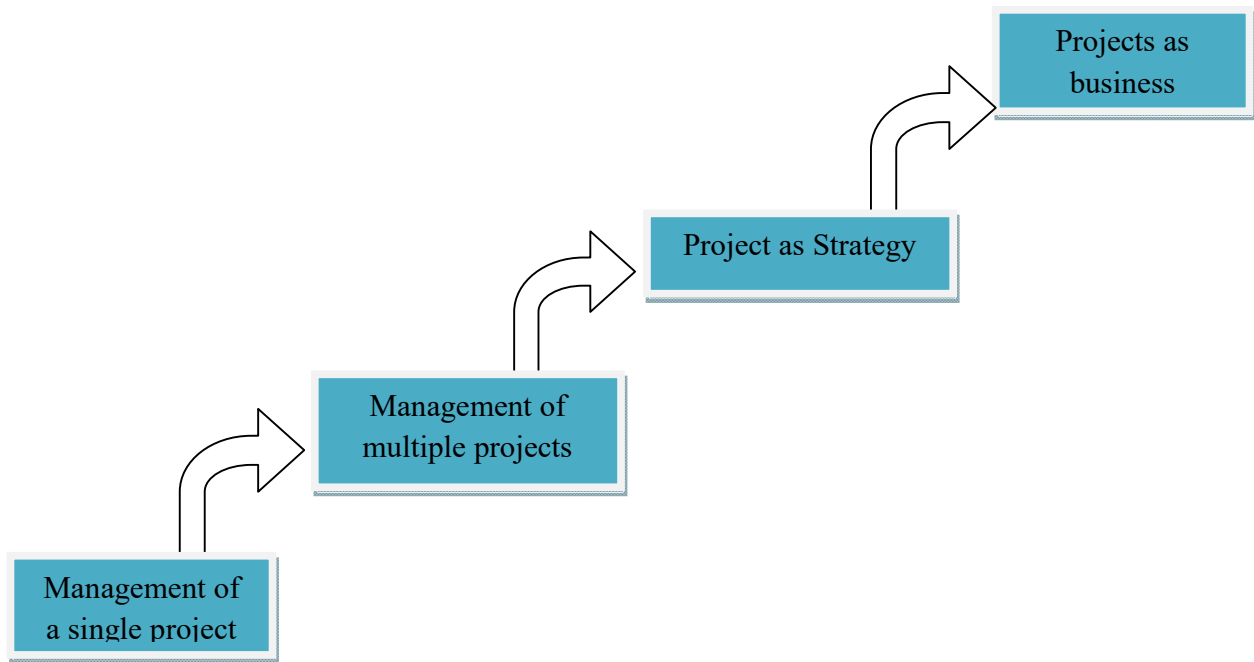 Projects as
business
Project as Strategy
Management of
multiple projects
Management of
a single project